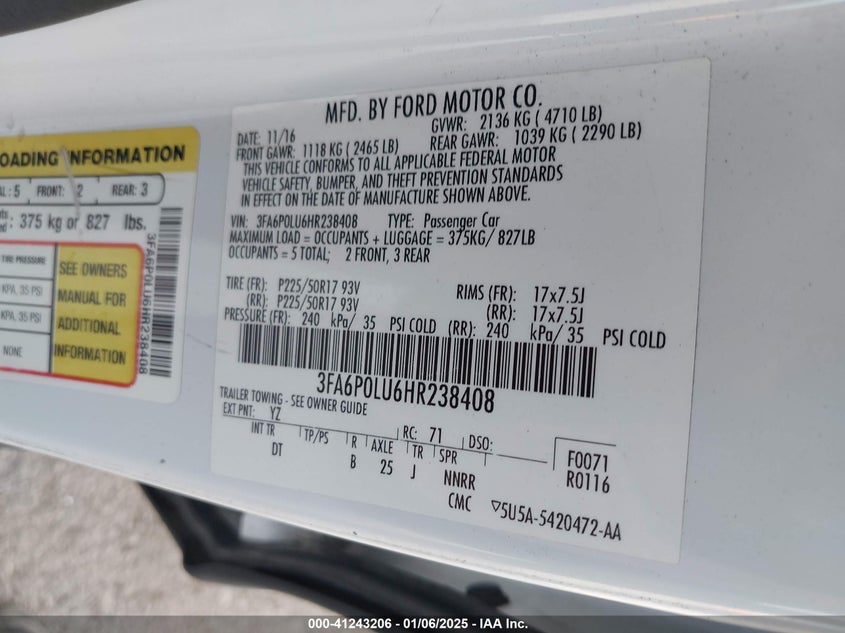 OADING INFORMATION
AL: 5 FRONT: 2 REAR: 3
: 375 kg or 827 lbs.
TIRE PRESSURE
KPA, 35 PSI
KPA, 35 PSI
NONE
SEE OWNERS
MANUAL FOR
ADDITIONAL
INFORMATION
3FA6P0LU6HR238408
MFD. BY FORD MOTOR CO.
DATE: 11/16 GVWR: 2136 KG ( 4710 LB)
FRONT GAWR: 1118 KG ( 2465 LB) REAR GAWR: 1039 KG ( 2290 LB)
THIS VEHICLE CONFORMS TO ALL APPLICABLE FEDERAL MOTOR
VEHICLE SAFETY, BUMPER, AND THEFT PREVENTION STANDARDS
IN EFFECT ON THE DATE OF MANUFACTURE SHOWN ABOVE.
VIN: 3FA6P0LU6HR238408 TYPE: Passenger Car
MAXIMUM LOAD = OCCUPANTS + LUGGAGE = 375KG/ 827LB
OCCUPANTS = 5 TOTAL; 2 FRONT, 3 REAR
TIRE (FR): P225/50R17 93V RIMS (FR): 17x7.5J
(RR): P225/50R17 93V (RR): 17x7.5J
PRESSURE (FR): 240 kPa/ 35 PSI COLD (RR): 240 kPa/ 35 PSI COLD
3FA6P0LU6HR238408
TRAILER TOWING - SEE OWNER GUIDE
EXT PNT: YZ RC: 71 DSO:
INT TR TP/PS R AXLE TR SPR
DT B 25 J NNRR
CMC
F0071
R0116
▽5U5A-5420472-AA
300-41243206 - 01/06/2025 - IAA Inc.